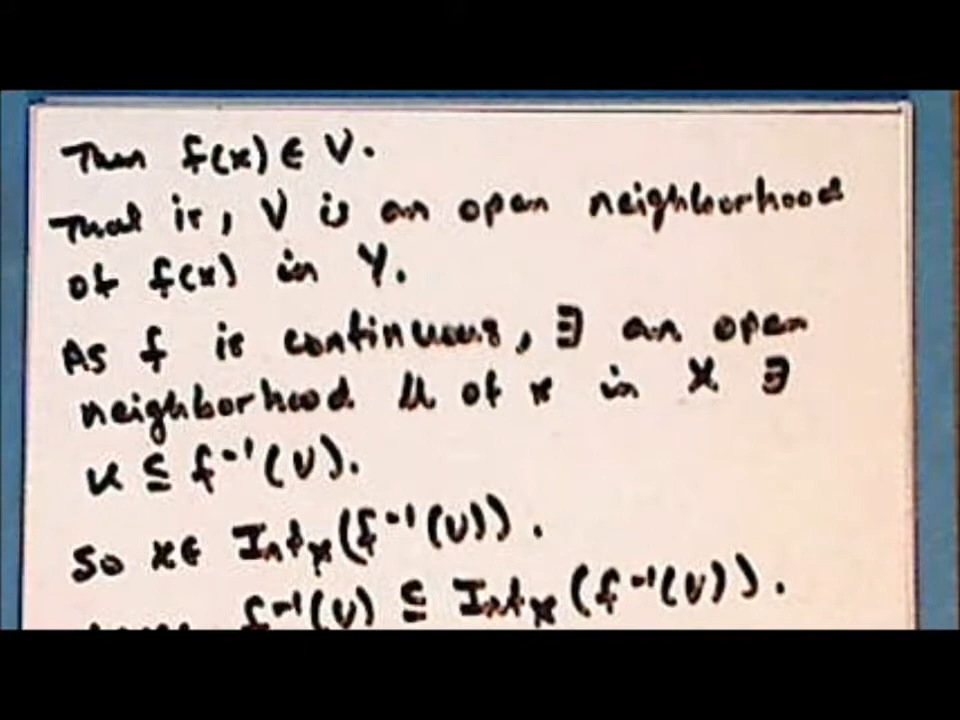 Then f(x) ∈ V.
That is, V is an open neighborhood
of f(x) in Y.
As f is continuous, ∃ an open
neighborhood U of x in X ∋
U ⊆ f⁻¹(V).
So x ∈ Int_X(f⁻¹(V)).
f⁻¹(V) ⊆ Int_X(f⁻¹(V)).